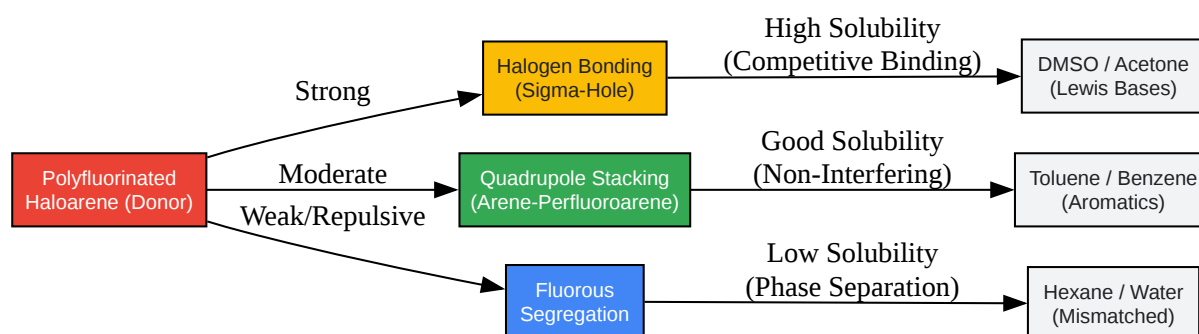 Polyfluorinated
Haloarene (Donor)
Strong
Moderate
Weak/Repulsive
Halogen Bonding
(Sigma-Hole)
High Solubility
(Competitive Binding)
DMSO / Acetone
(Lewis Bases)
Quadrupole Stacking
(Arene-Perfluoroarene)
Good Solubility
(Non-Interfering)
Toluene / Benzene
(Aromatics)
Fluorous
Segregation
Low Solubility
(Phase Separation)
Hexane / Water
(Mismatched)